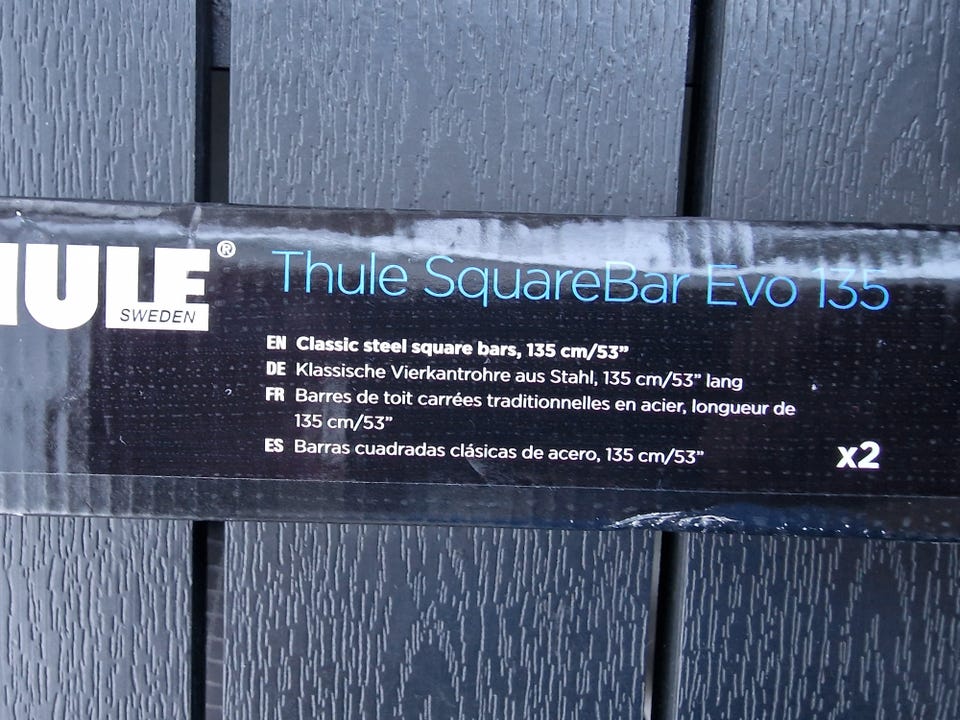 HULE®
SWEDEN
Thule SquareBar Evo 135
EN Classic steel square bars, 135 cm/53”
DE Klassische Vierkantrohre aus Stahl, 135 cm/53” lang
FR Barres de toit carrées traditionnelles en acier, longueur de
135 cm/53”
ES Barras cuadradas clásicas de acero, 135 cm/53”
x2